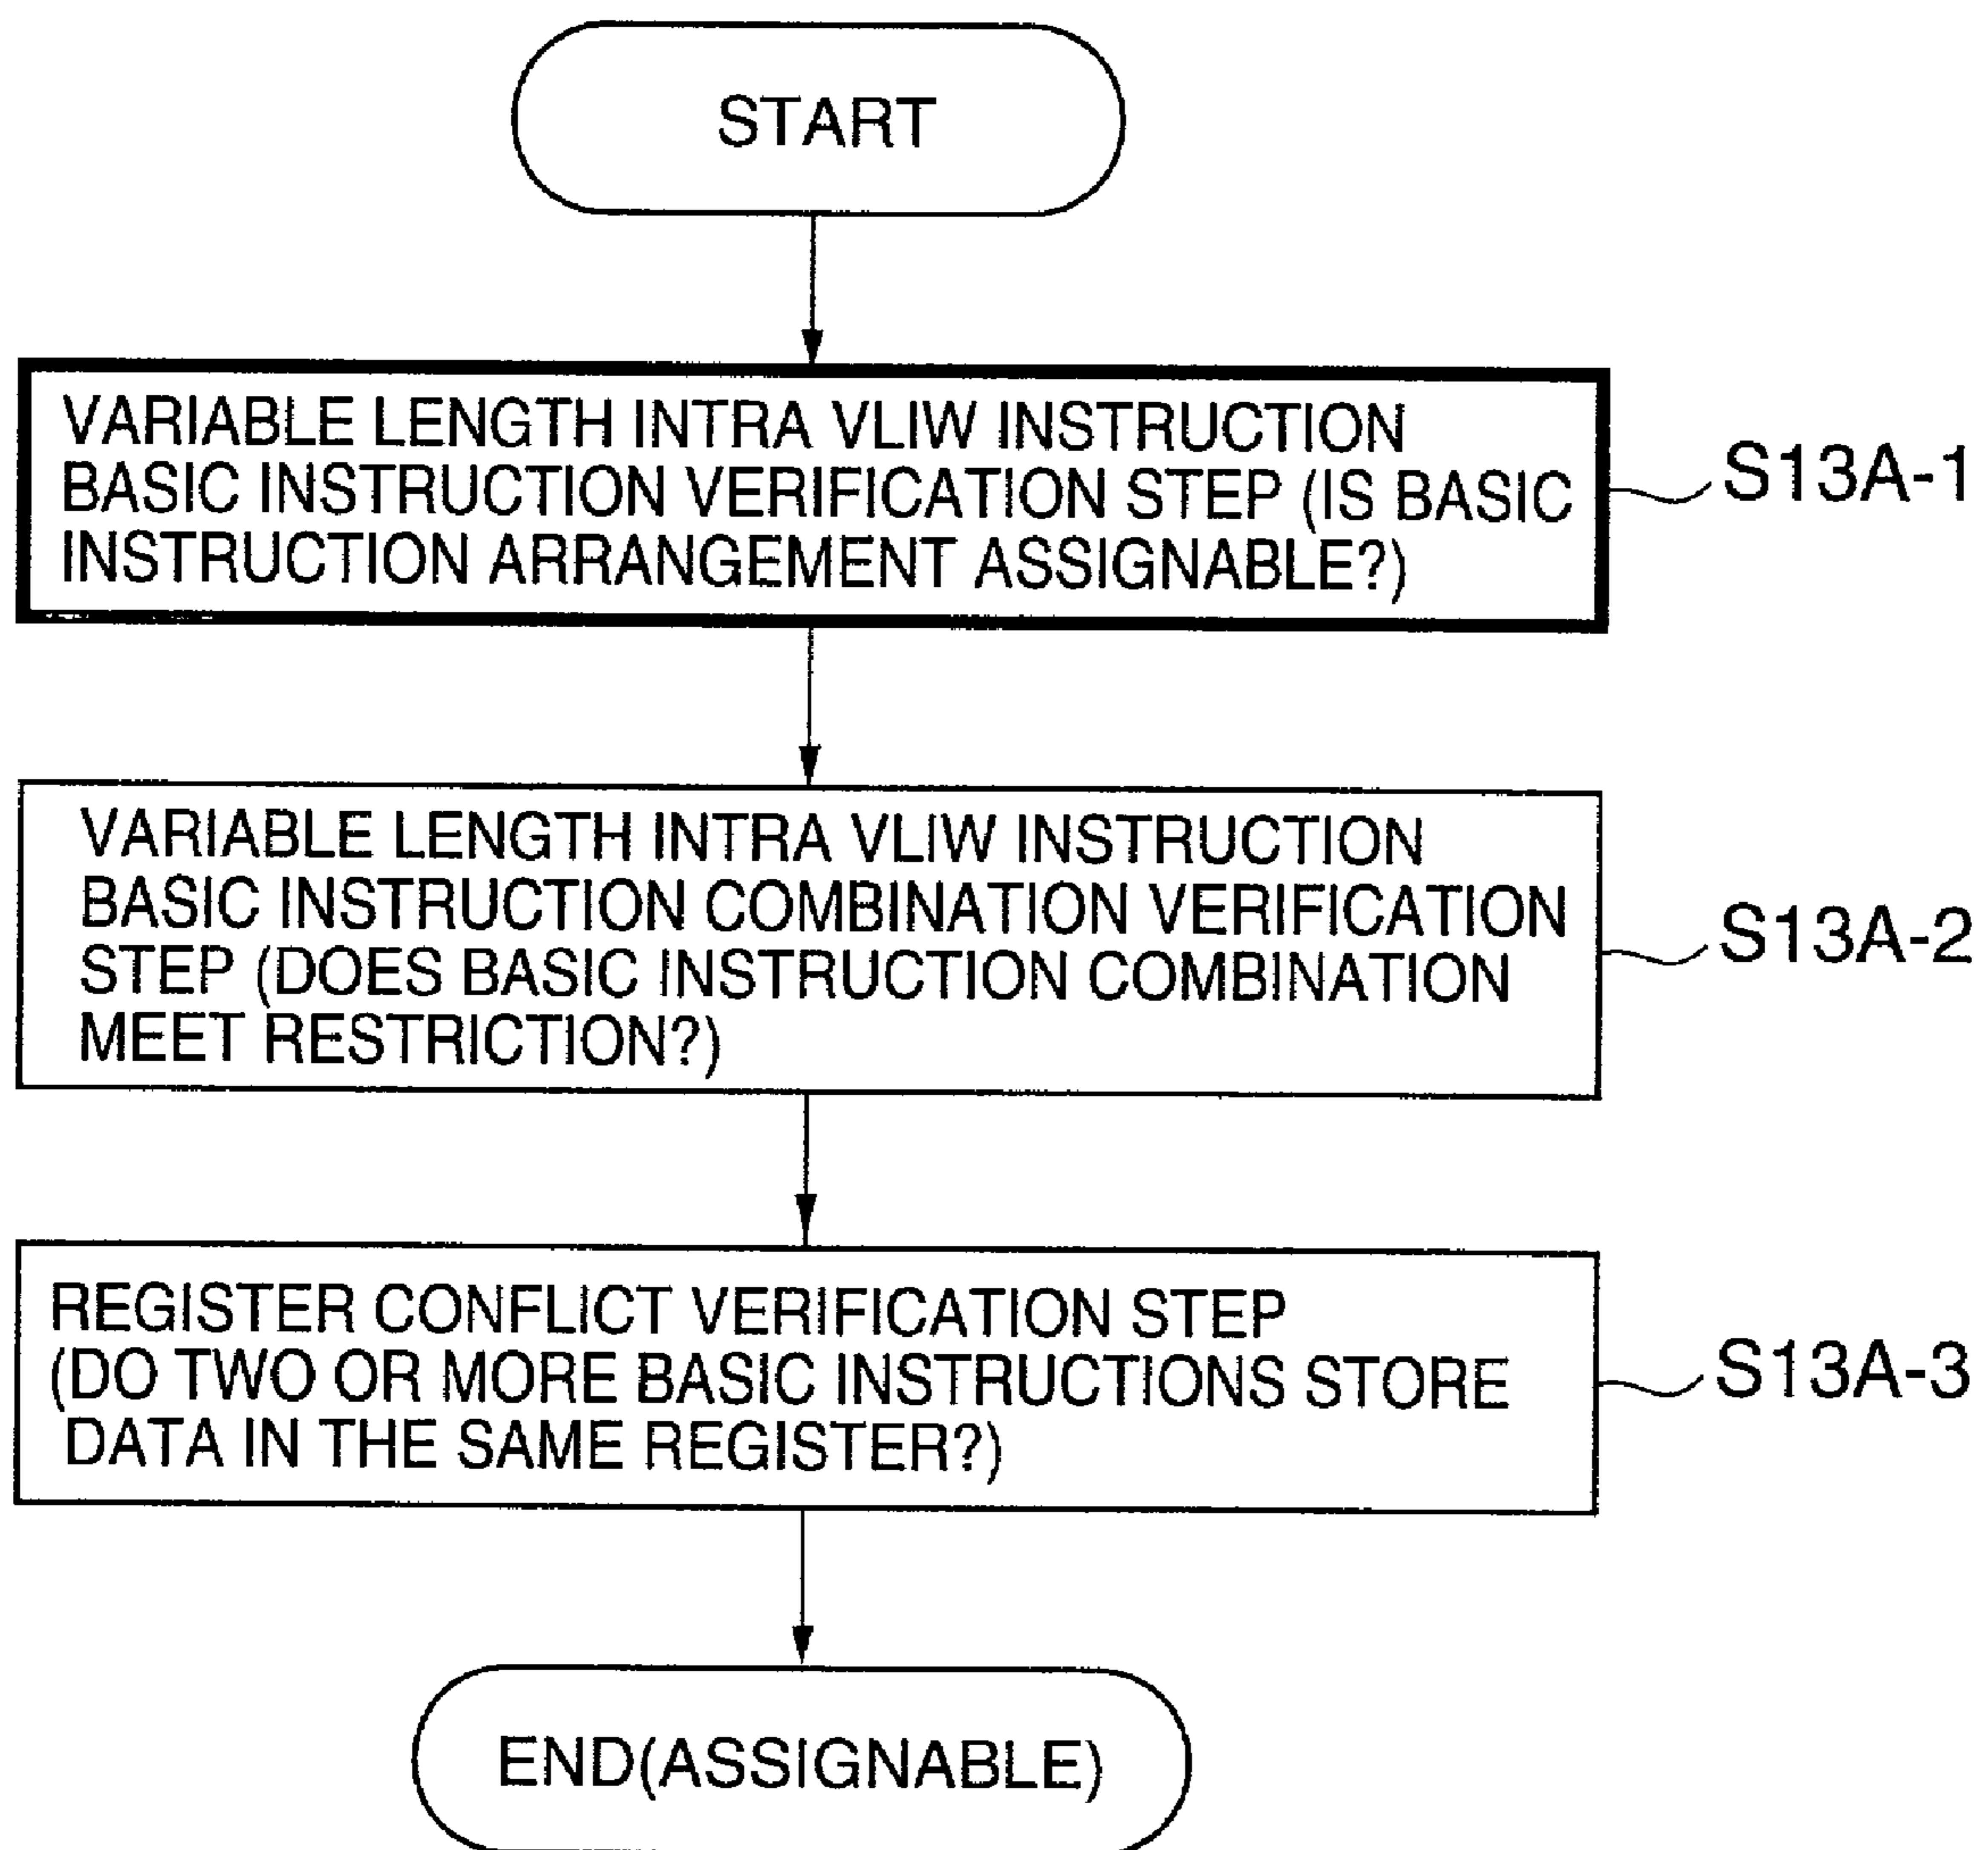 START
VARIABLE LENGTH INTRA VLIW INSTRUCTION
BASIC INSTRUCTION VERIFICATION STEP (IS BASIC
INSTRUCTION ARRANGEMENT ASSIGNABLE?)
S13A-1
VARIABLE LENGTH INTRA VLIW INSTRUCTION
BASIC INSTRUCTION COMBINATION VERIFICATION
STEP (DOES BASIC INSTRUCTION COMBINATION
MEET RESTRICTION?)
S13A-2
REGISTER CONFLICT VERIFICATION STEP
(DO TWO OR MORE BASIC INSTRUCTIONS STORE
DATA IN THE SAME REGISTER?)
S13A-3
END(ASSIGNABLE)